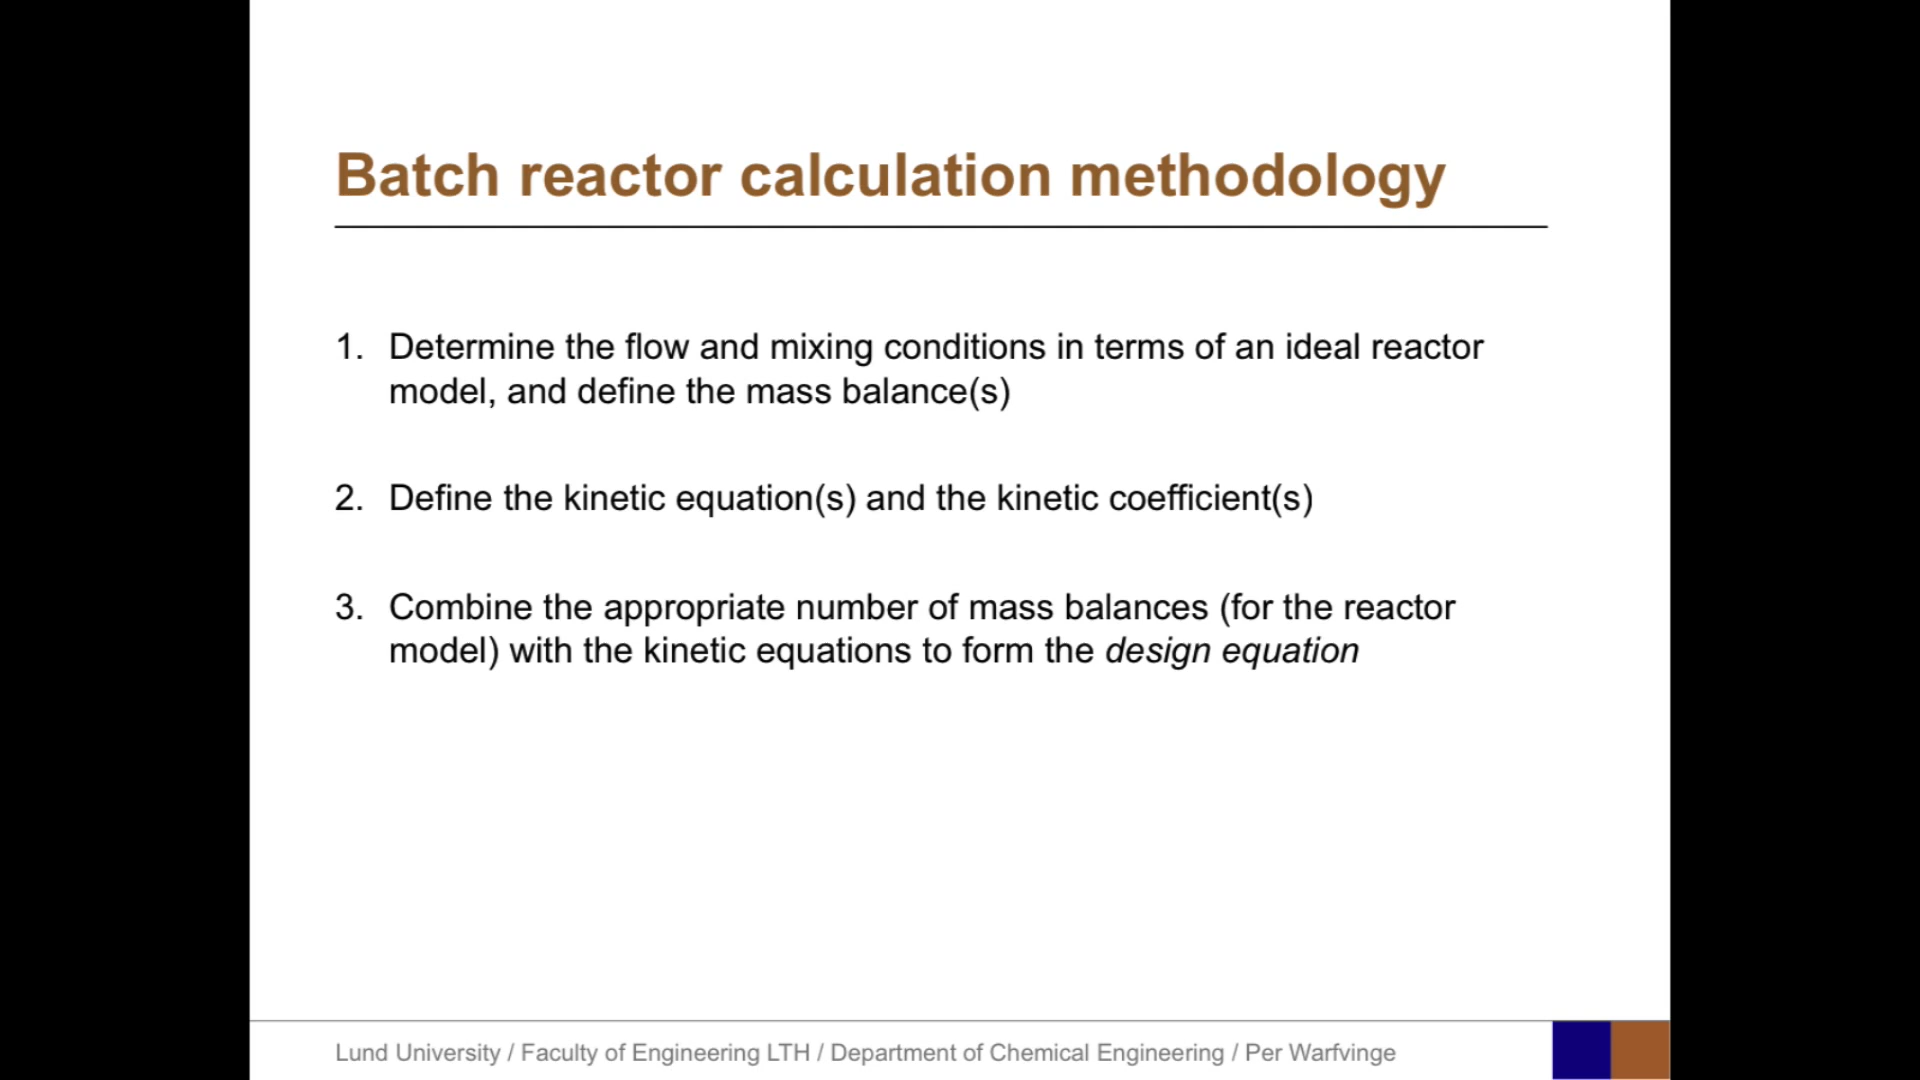 Batch reactor calculation methodology
1. Determine the flow and mixing conditions in terms of an ideal reactor
model, and define the mass balance(s)
2. Define the kinetic equation(s) and the kinetic coefficient(s)
3. Combine the appropriate number of mass balances (for the reactor
model) with the kinetic equations to form the design equation
Lund University / Faculty of Engineering LTH / Department of Chemical Engineering / Per Warfvinge